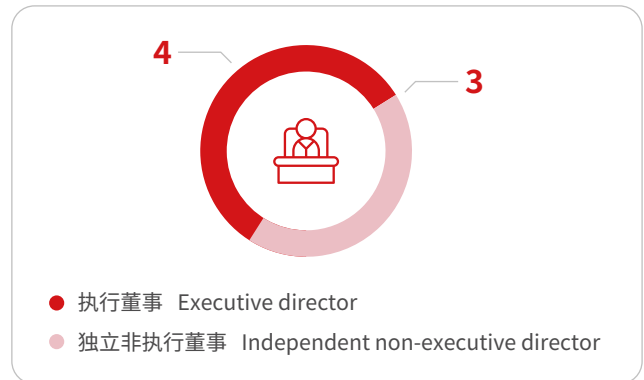 4
3
执行董事 Executive director
独立非执行董事 Independent non-executive director